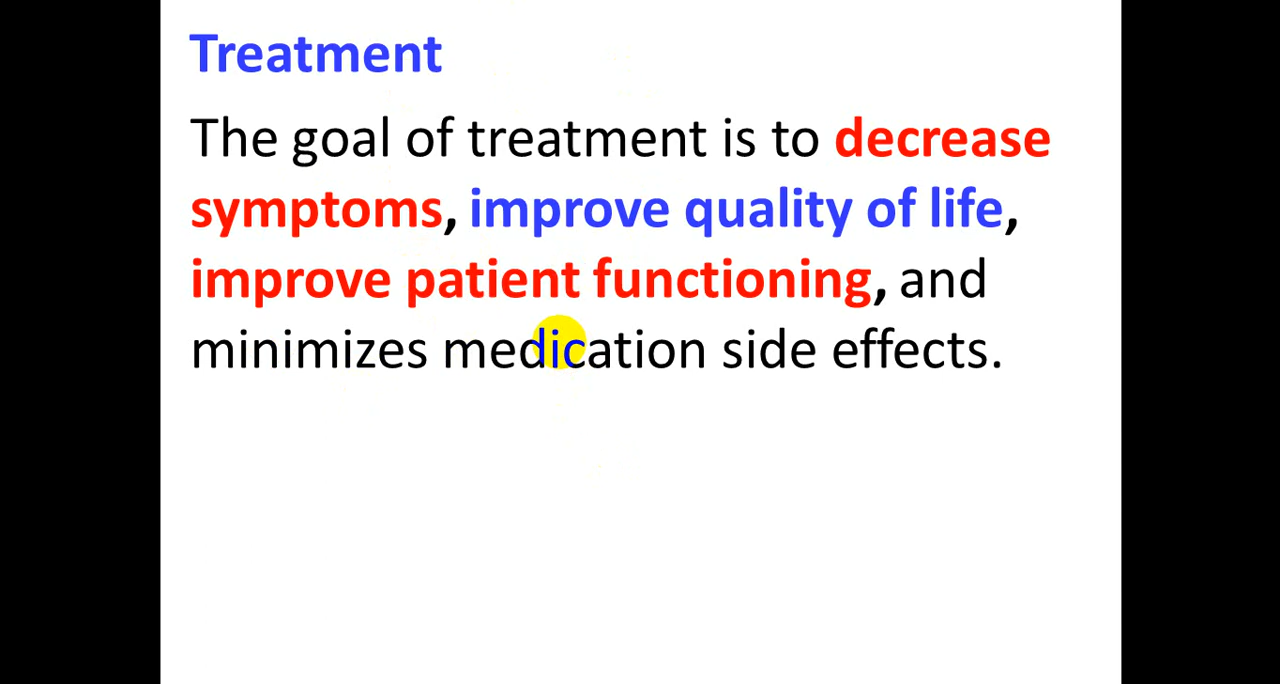 Treatment
The goal of treatment is to decrease
symptoms, improve quality of life,
improve patient functioning, and
minimizes medication side effects.